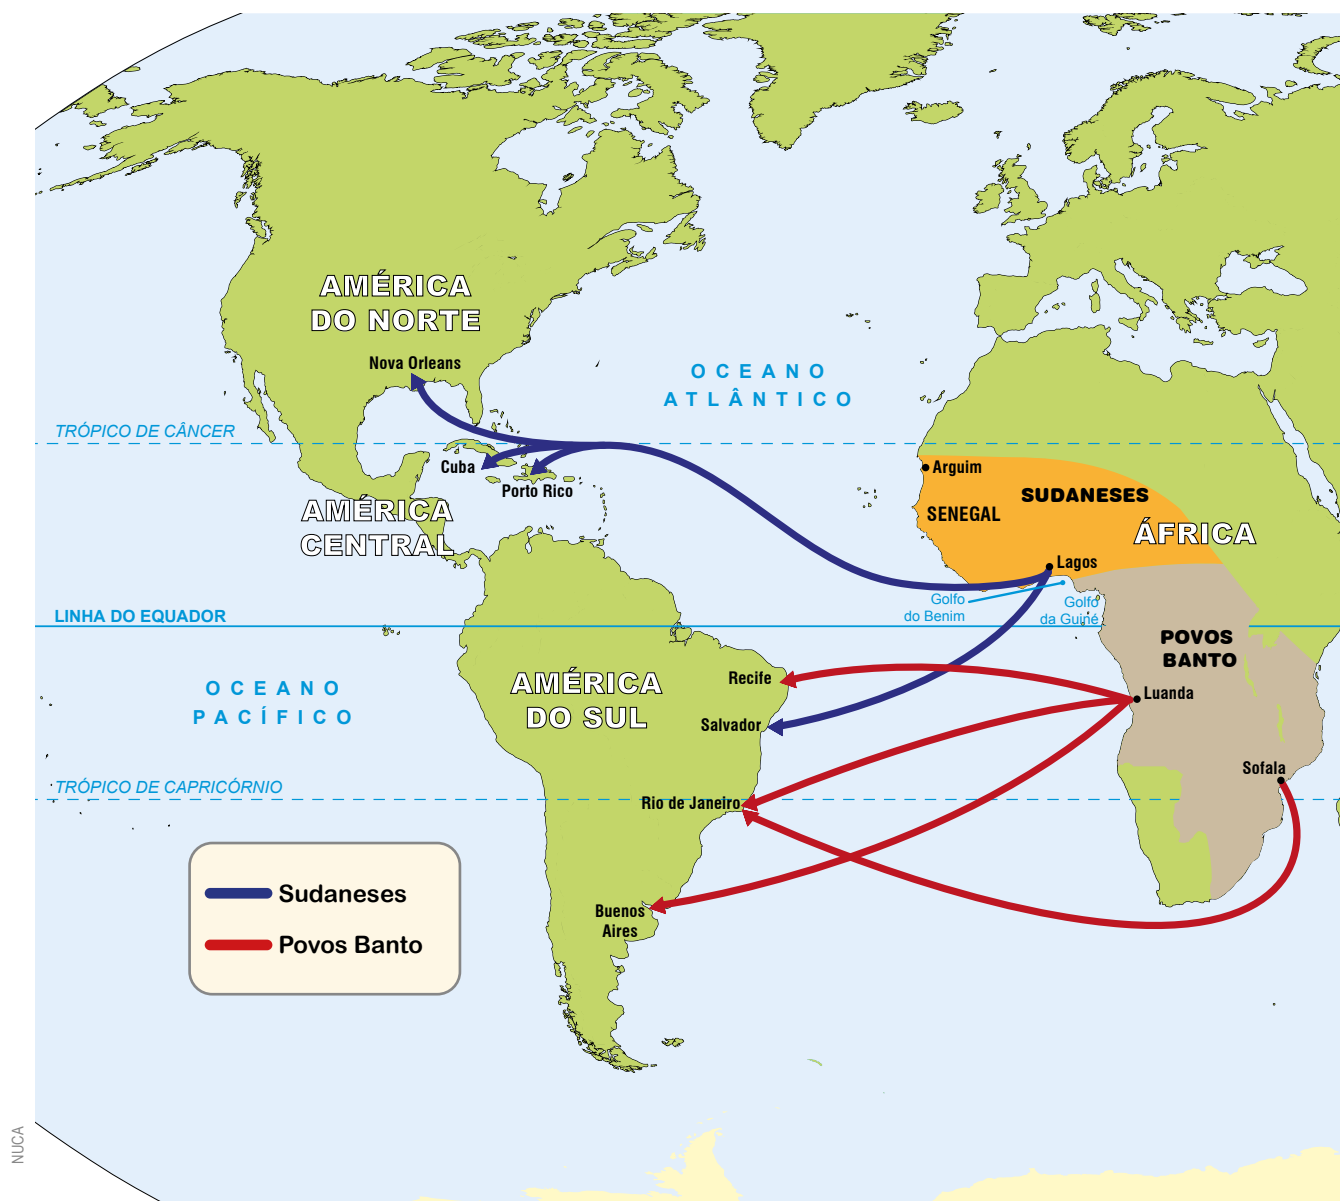 AMÉRICA
DO NORTE
Nova Orleans
OCEANO
ATLÂNTICO
TRÓPICO DE CÂNCER
Cuba
Porto Rico
Arguim
SUDANESES
SENEGAL
ÁFRICA
AMÉRICA
CENTRAL
Lagos
Golfo
do Benim
Golfo
da Guiné
LINHA DO EQUADOR
POVOS
BANTO
OCEANO
PACÍFICO
AMÉRICA
DO SUL
Recife
Luanda
Salvador
Sofala
TRÓPICO DE CAPRICÓRNIO
Rio de Janeiro
Buenos
Aires
Sudaneses
Povos Banto
NUCA